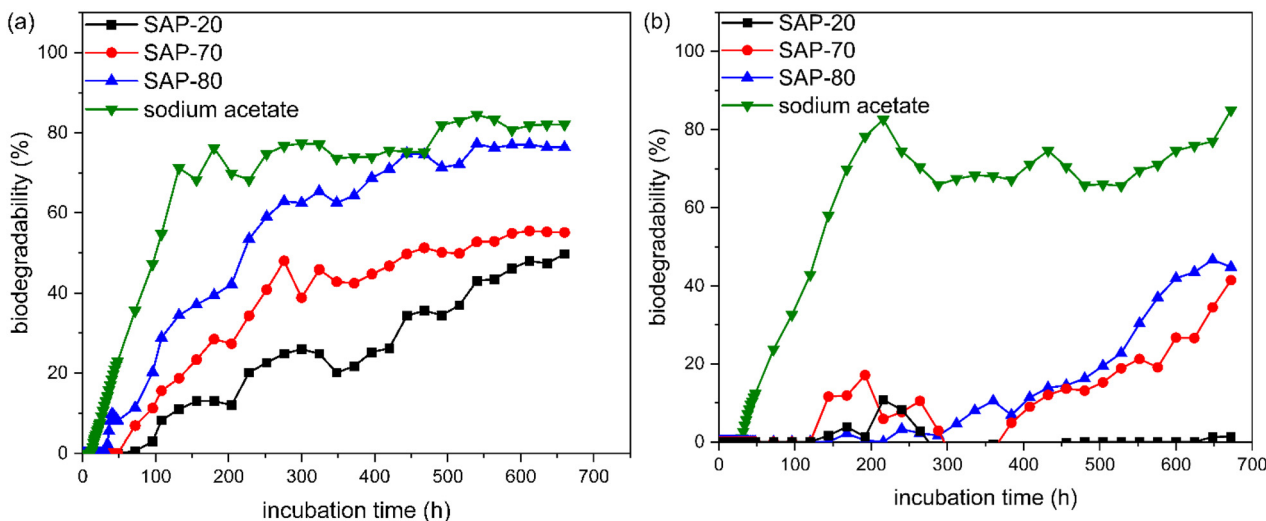 (a)
SAP-20
SAP-70
SAP-80
sodium acetate
100
80
60
40
20
0
biodegradability (%)
0 100 200 300 400 500 600 700
incubation time (h)
(b)
SAP-20
SAP-70
SAP-80
sodium acetate
100
80
60
40
20
0
biodegradability (%)
0 100 200 300 400 500 600 700
incubation time (h)